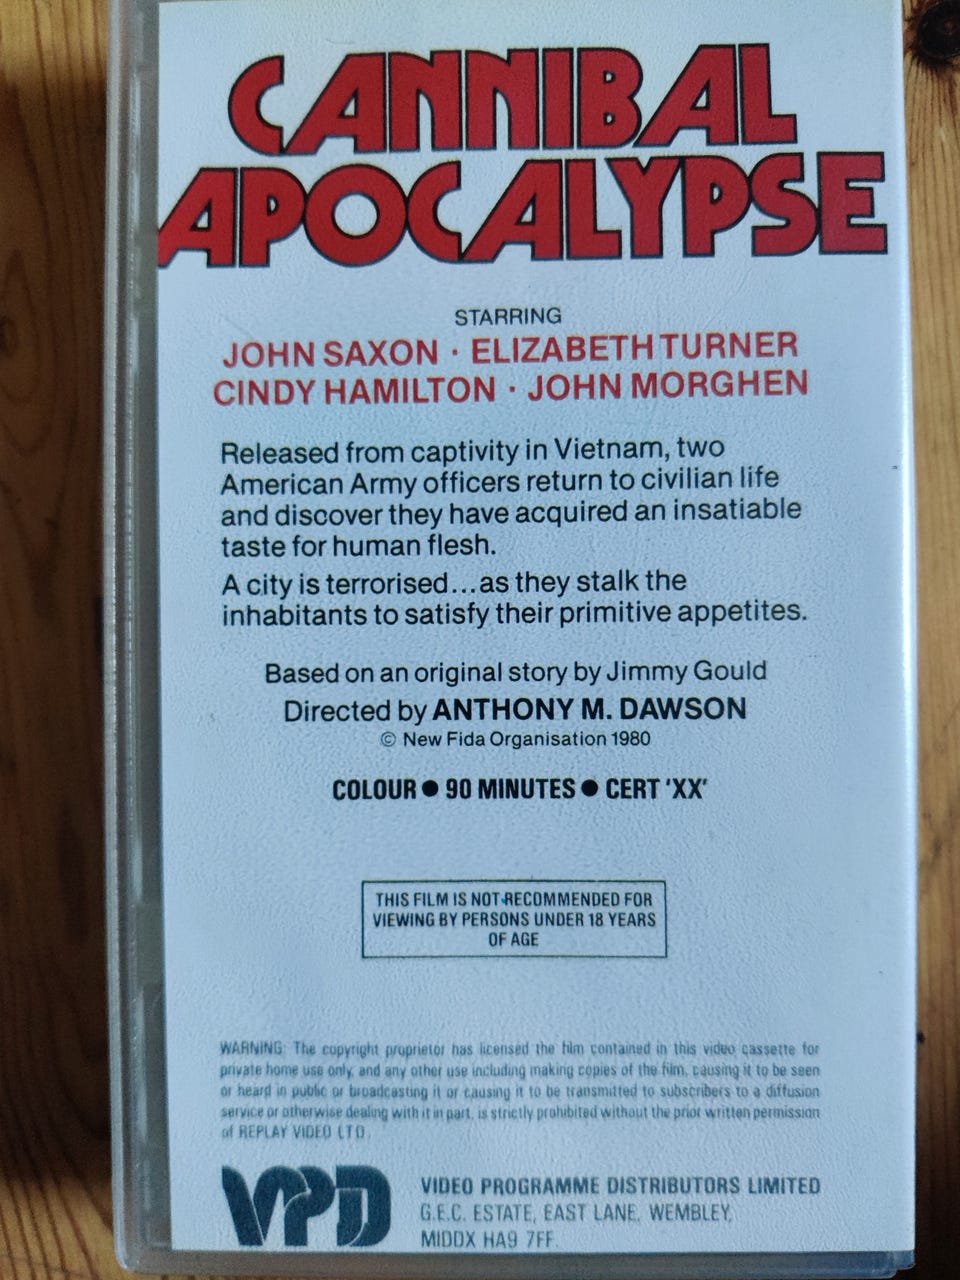 CANNIBAL
APOCALYPSE
STARRING
JOHN SAXON · ELIZABETH TURNER
CINDY HAMILTON · JOHN MORGHEN
Released from captivity in Vietnam, two
American Army officers return to civilian life
and discover they have acquired an insatiable
taste for human flesh.
A city is terrorised...as they stalk the
inhabitants to satisfy their primitive appetites.
Based on an original story by Jimmy Gould
Directed by ANTHONY M. DAWSON
© New Fida Organisation 1980
COLOUR ● 90 MINUTES ● CERT 'XX'
THIS FILM IS NOT RECOMMENDED FOR
VIEWING BY PERSONS UNDER 18 YEARS
OF AGE
WARNING: The copyright proprietor has licensed the film contained in this video cassette for
private home use only, and any other use including making copies of the film, causing it to be seen
or heard in public or broadcasting it or causing it to be transmitted to subscribers to a diffusion
service or otherwise dealing with it in part, is strictly prohibited without the prior written permission
of REPLAY VIDEO LTD.
VPD
VIDEO PROGRAMME DISTRIBUTORS LIMITED
G.E.C. ESTATE, EAST LANE, WEMBLEY,
MIDDX HA9 7FF.